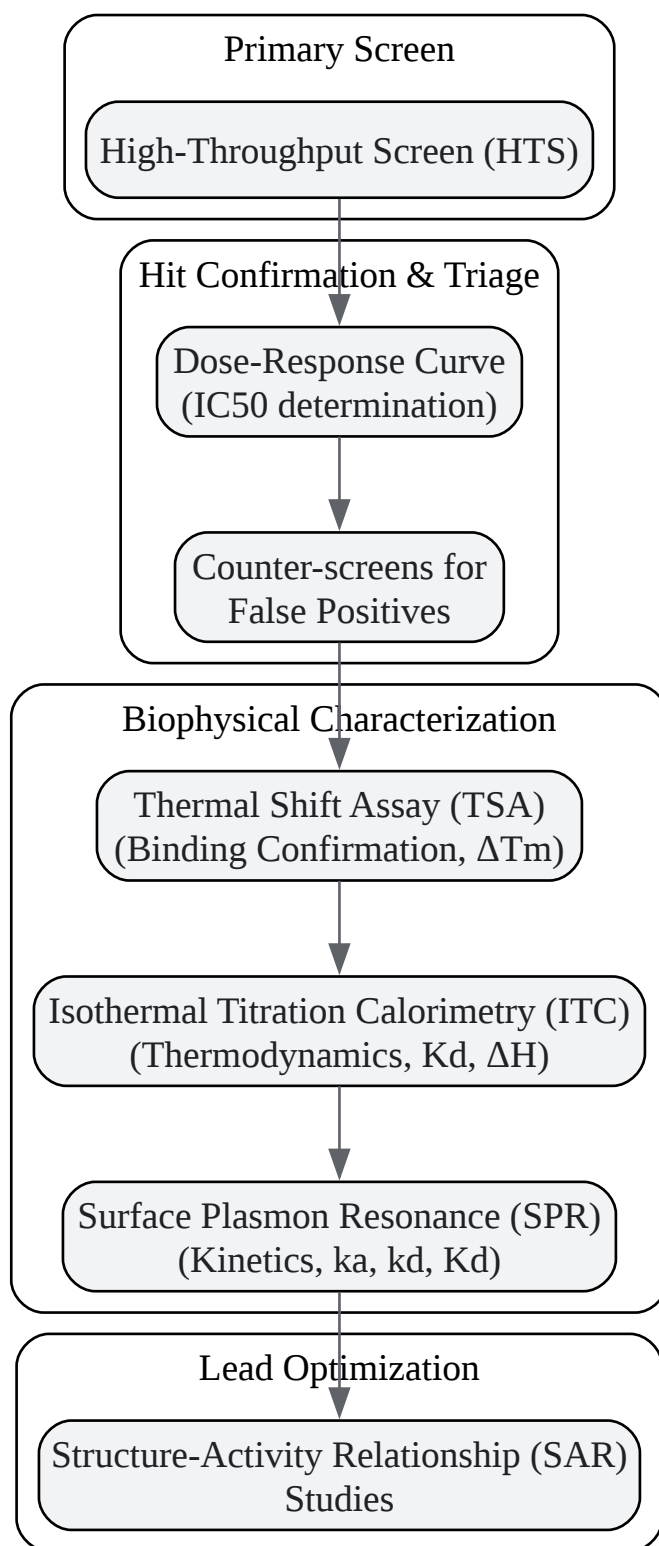 Primary Screen
High-Throughput Screen (HTS)
Hit Confirmation & Triage
Dose-Response Curve
(IC50 determination)
Counter-screens for
False Positives
Biophysical Characterization
Thermal Shift Assay (TSA)
(Binding Confirmation, ΔTm)
Isothermal Titration Calorimetry (ITC)
(Thermodynamics, Kd, ΔH)
Surface Plasmon Resonance (SPR)
(Kinetics, ka, kd, Kd)
Lead Optimization
Structure-Activity Relationship (SAR)
Studies